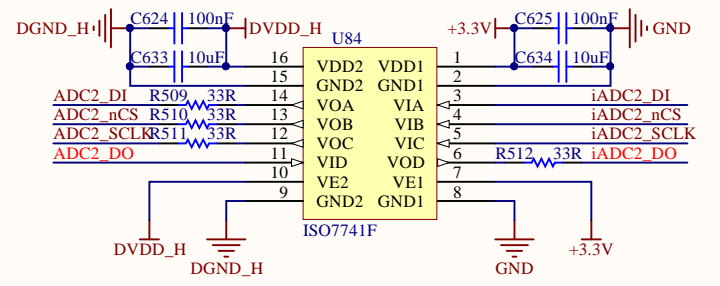 C624 100nF
DGND_H
DVDD_H
C633 10uF
C625 100nF
+3.3V
GND
C634 10uF
U84
16 VDD2 VDD1 1
15 GND2 GND1 2
ADC2_DI R509 33R 14 VOA VIA 3 iADC2_DI
ADC2_nCS R510 33R 13 VOB VIB 4 iADC2_nCS
ADC2_SCLK R511 33R 12 VOC VIC 5 iADC2_SCLK
ADC2_DO 11 VID VOD 6 R512 33R iADC2_DO
10 VE2 VE1 7
9 GND2 GND1 8
ISO7741F
DVDD_H
DGND_H
GND
+3.3V